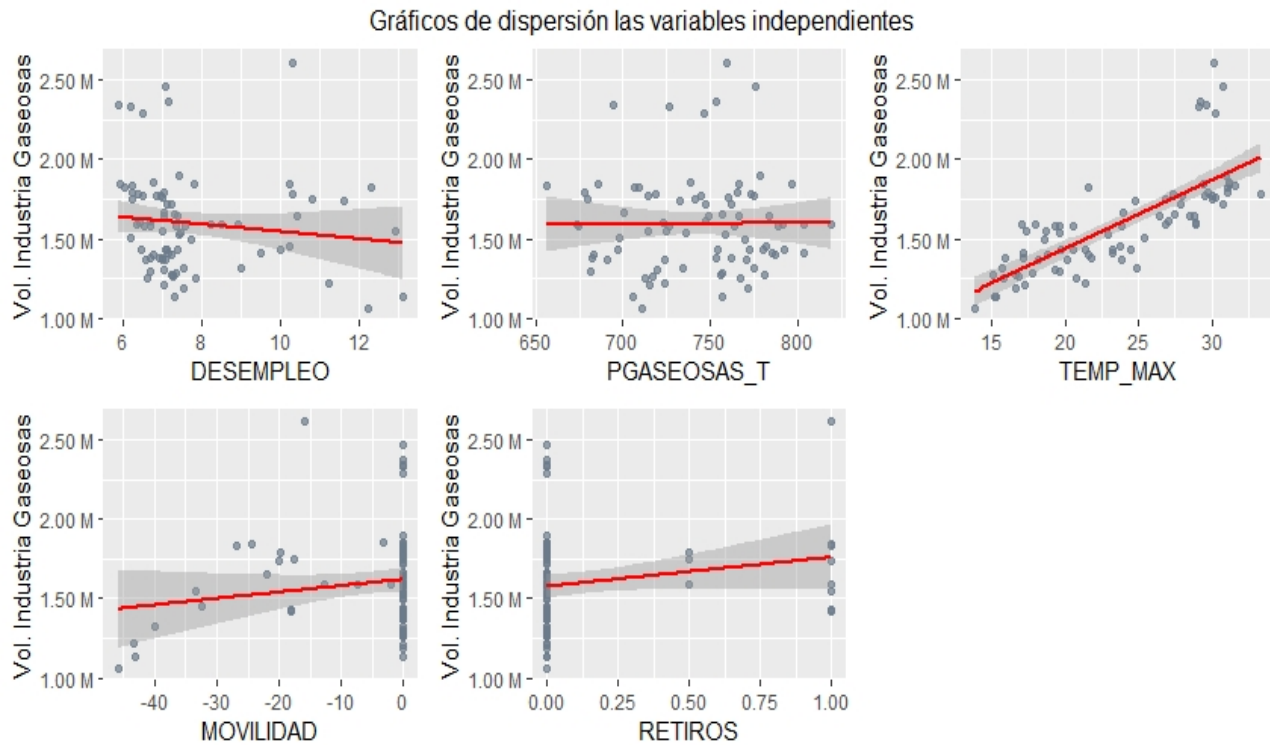 Gráficos de dispersión las variables independientes
Vol. Industria Gaseosas
2.50 M
2.00 M
1.50 M
1.00 M
6 8 10 12
DESEMPLEO
Vol. Industria Gaseosas
2.50 M
2.00 M
1.50 M
1.00 M
650 700 750 800
PGASEOSAS_T
Vol. Industria Gaseosas
2.50 M
2.00 M
1.50 M
1.00 M
15 20 25 30
TEMP_MAX
Vol. Industria Gaseosas
2.50 M
2.00 M
1.50 M
1.00 M
-40 -30 -20 -10 0
MOVILIDAD
Vol. Industria Gaseosas
2.50 M
2.00 M
1.50 M
1.00 M
0.00 0.25 0.50 0.75 1.00
RETIROS